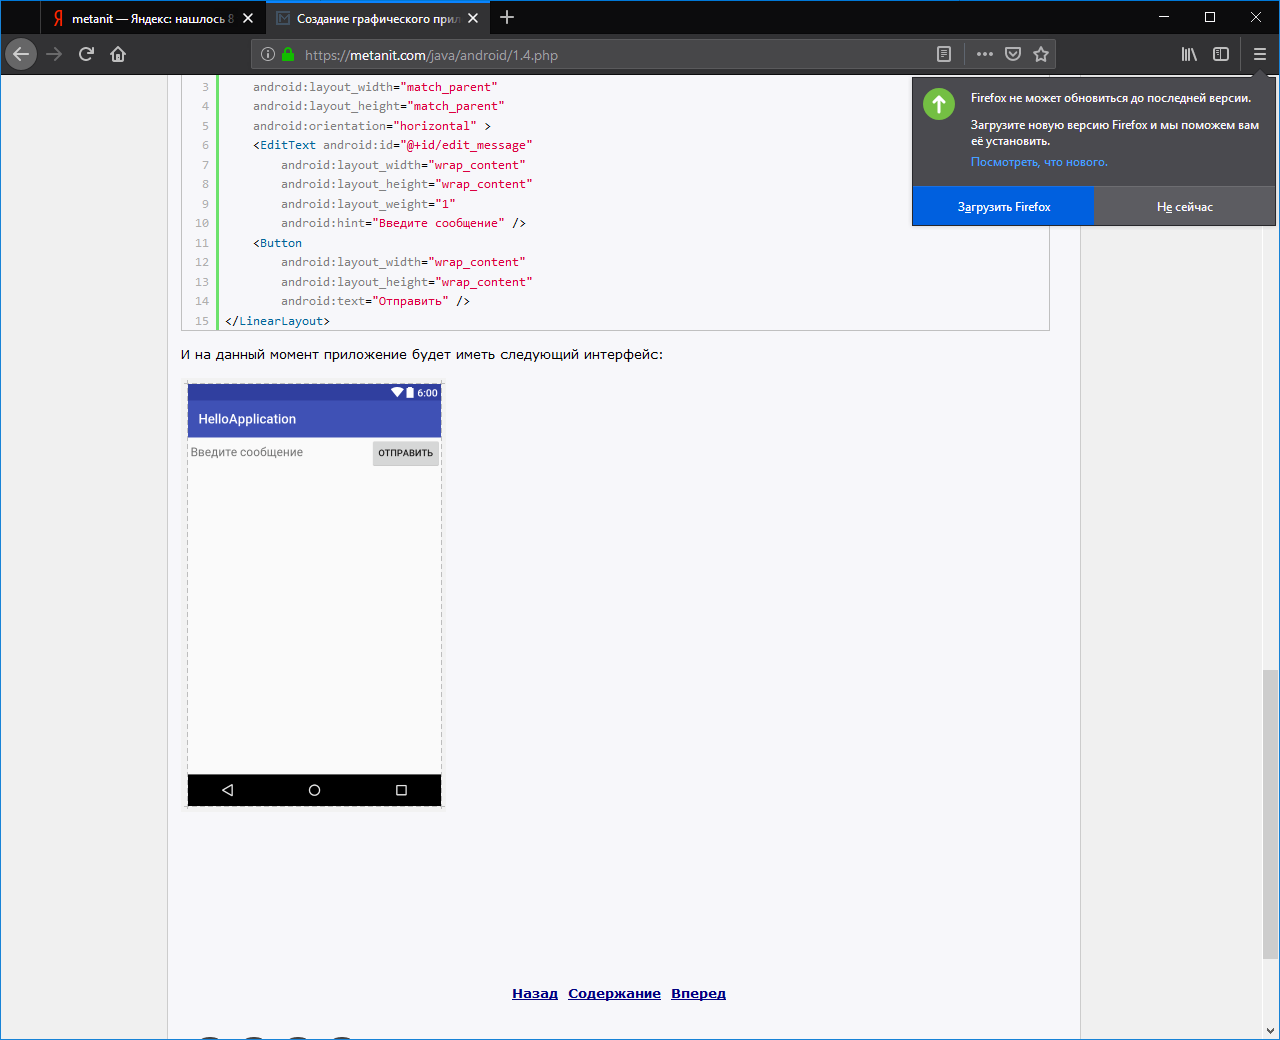 metanit — Яндекс: нашлось 8
Создание графического прил
https://metanit.com/java/android/1.4.php
Firefox не может обновиться до последней версии.
Загрузите новую версию Firefox и мы поможем вам
её установить.
Посмотреть, что нового.
Загрузить Firefox
Не сейчас
3 android:layout_width="match_parent"
4 android:layout_height="match_parent"
5 android:orientation="horizontal" >
6 <EditText android:id="@+id/edit_message"
7 android:layout_width="wrap_content"
8 android:layout_height="wrap_content"
9 android:layout_weight="1"
10 android:hint="Введите сообщение" />
11 <Button
12 android:layout_width="wrap_content"
13 android:layout_height="wrap_content"
14 android:text="Отправить" />
15 </LinearLayout>
И на данный момент приложение будет иметь следующий интерфейс:
6:00
HelloApplication
Введите сообщение
ОТПРАВИТЬ
Назад Содержание Вперед